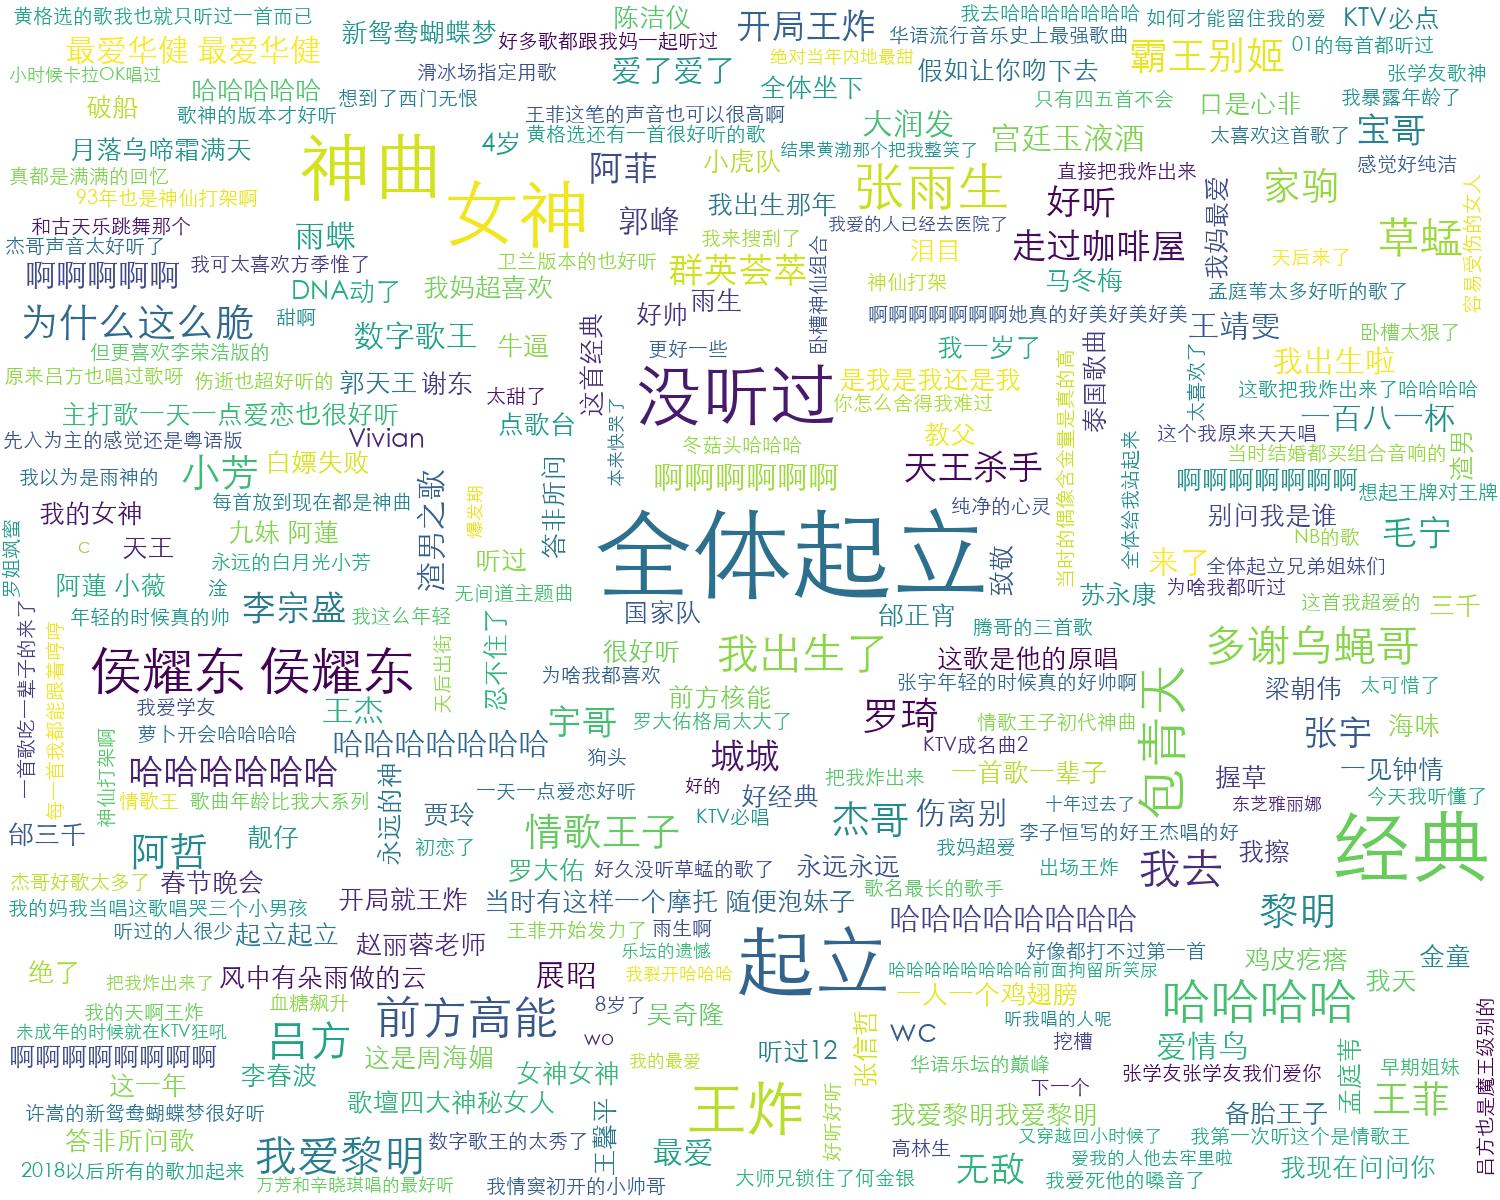 黄格选的歌我也就只听过一首而已
新鸳鸯蝴蝶梦
陈洁仪
开局王炸
我去哈哈哈哈哈哈哈
如何才能留住我的爱
KTV必点
最爱华健 最爱华健
好多歌都跟我妈一起听过
华语流行音乐史上最强歌曲
霸王别姬
01的每首都听过
小时候卡拉OK唱过
滑冰场指定用歌
爱了爱了
绝对当年内地最甜
假如让你吻下去
张学友歌神
哈哈哈哈哈
想到了西门无恨
全体坐下
只有四五首不会
口是心非
我暴露年龄了
破船
歌神的版本才好听
王菲这笔的声音也可以很高啊
大润发
宫廷玉液酒
太喜欢这首歌了
宝哥
月落乌啼霜满天
神曲
4岁
黄格选还有一首很好听的歌
结果黄渤那个把我整笑了
感觉好纯洁
真都是满满的回忆
阿菲
小虎队
张雨生
直接把我炸出来
93年也是神仙打架啊
女神
我出生那年
好听
我妈最爱
家驹
容易受伤的女人
和古天乐跳舞那个
雨蝶
郭峰
我爱的人已经去医院了
草蜢
杰哥声音太好听了
我来搜刮了
卧槽神仙组合
泪目
走过咖啡屋
天后来了
啊啊啊啊啊
我可太喜欢方季惟了
卫兰版本的也好听
群英荟萃
神仙打架
马冬梅
DNA动了
我妈超喜欢
孟庭苇太多好听的歌了
为什么这么脆
甜啊
好帅
雨生
啊啊啊啊啊啊啊她真的好美好美好美
王靖雯
数字歌王
牛逼
这首经典
更好一些
我一岁了
泰国歌曲
卧槽太狠了
但更喜欢李荣浩版的
太喜欢了
我出生啦
原来吕方也唱过歌呀
伤逝也超好听的
郭天王
谢东
太甜了
没听过
是我是我还是我
当时的偶像含金量是真的高
这歌把我炸出来了哈哈哈哈
主打歌一天一点爱恋也很好听
点歌台
本来快哭了
你怎么舍得我难过
一百八一杯
先入为主的感觉还是粤语版
Vivian
冬菇头哈哈哈
教父
全体给我站起来
这个我原来天天唱
渣男
我以为是雨神的
小芳
白嫖失败
渣男之歌
答非所问
啊啊啊啊啊啊
天王杀手
当时结婚都买组合音响的
啊啊啊啊啊啊啊
想起王牌对王牌
每首放到现在都是神曲
爆发期
纯净的心灵
我的女神
九妹 阿莲
全体起立
别问我是谁
NB的歌
毛宁
罗姐飒蜜
C
天王
永远的白月光小芳
听过
致敬
来了
全体起立兄弟姐妹们
阿莲 小薇
淦
无间道主题曲
苏永康
为啥我都听过
年轻的时候真的帅
李宗盛
我这么年轻
国家队
邰正宵
这首我超爱的
三千
一首歌吃一辈子的来了
每一首我都能跟着哼哼
天后出街
忍不住了
很好听
我出生了
腾哥的三首歌
多谢乌蝇哥
侯耀东 侯耀东
为啥我都喜欢
这歌是他的原唱
包青天
我爱学友
王杰
前方核能
张宇年轻的时候真的好帅啊
梁朝伟
太可惜了
萝卜开会哈哈哈哈
宇哥
罗大佑格局太大了
罗琦
情歌王子初代神曲
张宇
海味
神仙打架啊
哈哈哈哈哈哈哈
狗头
城城
KTV成名曲2
哈哈哈哈哈哈
永远的神
好的
把我炸出来
一首歌一辈子
握草
一见钟情
情歌王
歌曲年龄比我大系列
一天一点爱恋好听
好经典
十年过去了
东芝雅丽娜
今天我听懂了
邰三千
阿哲
靓仔
贾玲
初恋了
情歌王子
KTV必唱
杰哥
伤离别
李子恒写的好王杰唱的好
我妈超爱
经典
杰哥好歌太多了
春节晚会
罗大佑
好久没听草蜢的歌了
永远永远
出场王炸
我去
我擦
我的妈我当唱这歌唱哭三个小男孩
开局就王炸
当时有这样一个摩托 随便泡妹子
歌名最长的歌手
哈哈哈哈哈哈哈哈
黎明
听过的人很少
起立起立
赵丽蓉老师
王菲开始发力了
雨生啊
起立
好像都打不过第一首
绝了
把我炸出来了
风中有朵雨做的云
展昭
乐坛的遗憾
我裂开哈哈哈
哈哈哈哈哈哈哈哈前面拘留所笑尿
鸡皮疙瘩
金童
我的天啊王炸
血糖飙升
前方高能
8岁了
吴奇隆
一人一个鸡翅膀
哈哈哈哈
我天
未成年的时候就在KTV狂吼
吕方
wo
张信哲
wc
听我唱的人呢
挖槽
吕方也是魔王级别的
啊啊啊啊啊啊啊啊
这是周海媚
我的最爱
听过12
华语乐坛的巅峰
爱情鸟
孟庭苇
早期姐妹
这一年
李春波
女神女神
下一个
张学友张学友我们爱你
许嵩的新鸳鸯蝴蝶梦很好听
歌坛四大神秘女人
王馨平
王炸
好听好听
我爱黎明我爱黎明
备胎王子
王菲
答非所问歌
我爱黎明
数字歌王的太秀了
最爱
高林生
又穿越回小时候了
我第一次听这个是情歌王
2018以后所有的歌加起来
万芳和辛晓琪唱的最好听
我情窦初开的小帅哥
大师兄锁住了何金银
无敌
爱我的人他去牢里啦
我爱死他的嗓音了
我现在问问你